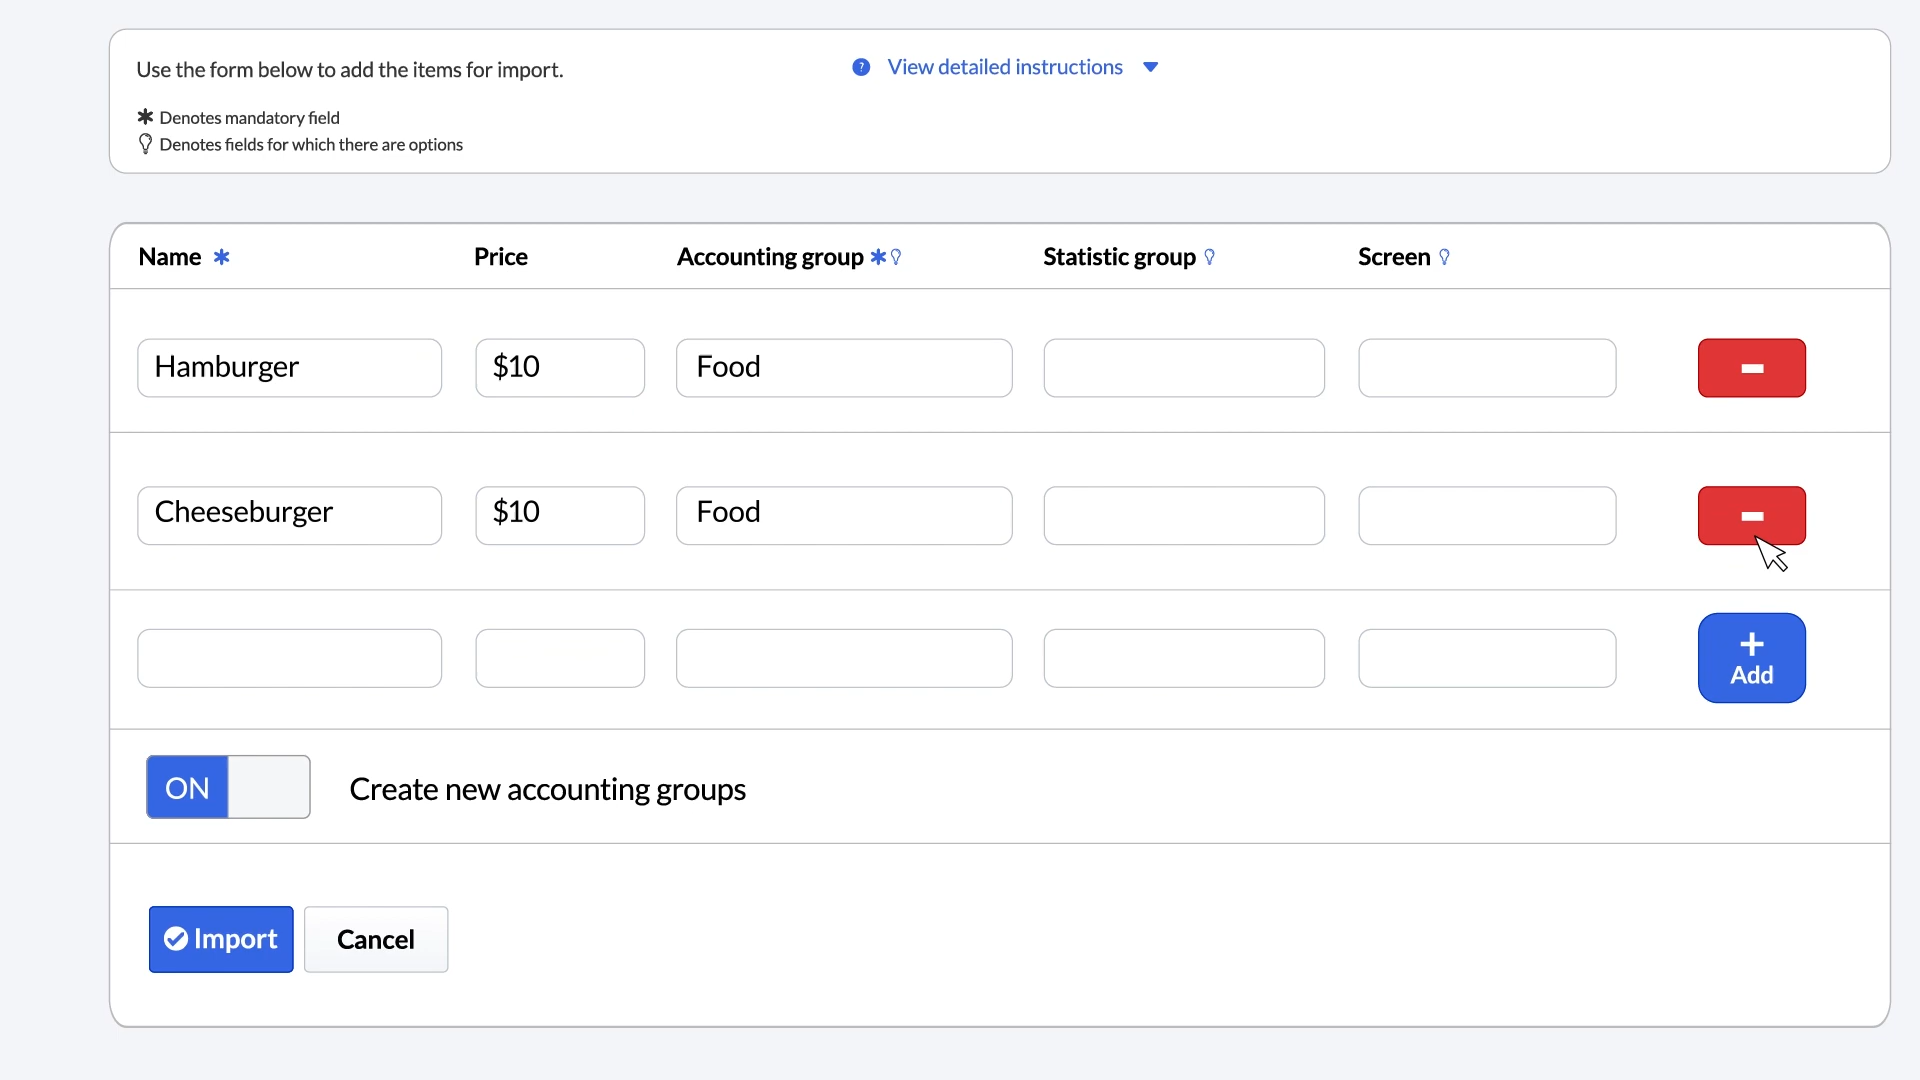 Use the form below to add the items for import.
? View detailed instructions
* Denotes mandatory field
Denotes fields for which there are options
Name * Price Accounting group * Statistic group Screen
Hamburger $10 Food
Cheeseburger $10 Food
+
Add
ON Create new accounting groups
Import Cancel